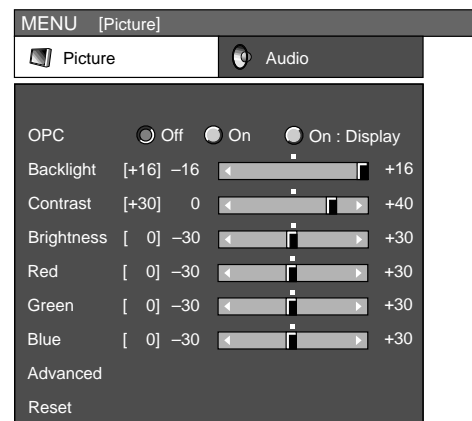 MENU [Picture]
Picture Audio
OPC Off On On : Display
Backlight [+16] –16 +16
Contrast [+30] 0 +40
Brightness [ 0] –30 +30
Red [ 0] –30 +30
Green [ 0] –30 +30
Blue [ 0] –30 +30
Advanced
Reset